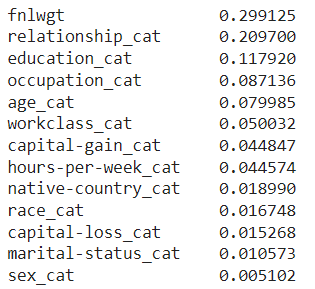 fnlwgt 0.299125
relationship_cat 0.209700
education_cat 0.117920
occupation_cat 0.087136
age_cat 0.079985
workclass_cat 0.050032
capital-gain_cat 0.044847
hours-per-week_cat 0.044574
native-country_cat 0.018990
race_cat 0.016748
capital-loss_cat 0.015268
marital-status_cat 0.010573
sex_cat 0.005102